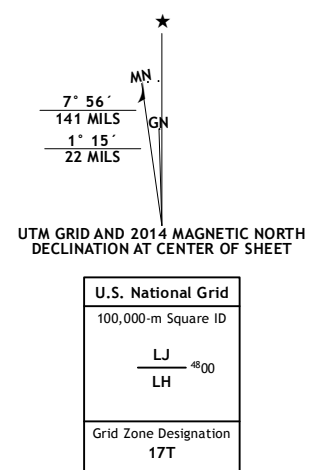 ★
MN
7° 56´
141 MILS
GN
1° 15´
22 MILS
UTM GRID AND 2014 MAGNETIC NORTH
DECLINATION AT CENTER OF SHEET
U.S. National Grid
100,000-m Square ID
LJ
4800
LH
Grid Zone Designation
17T